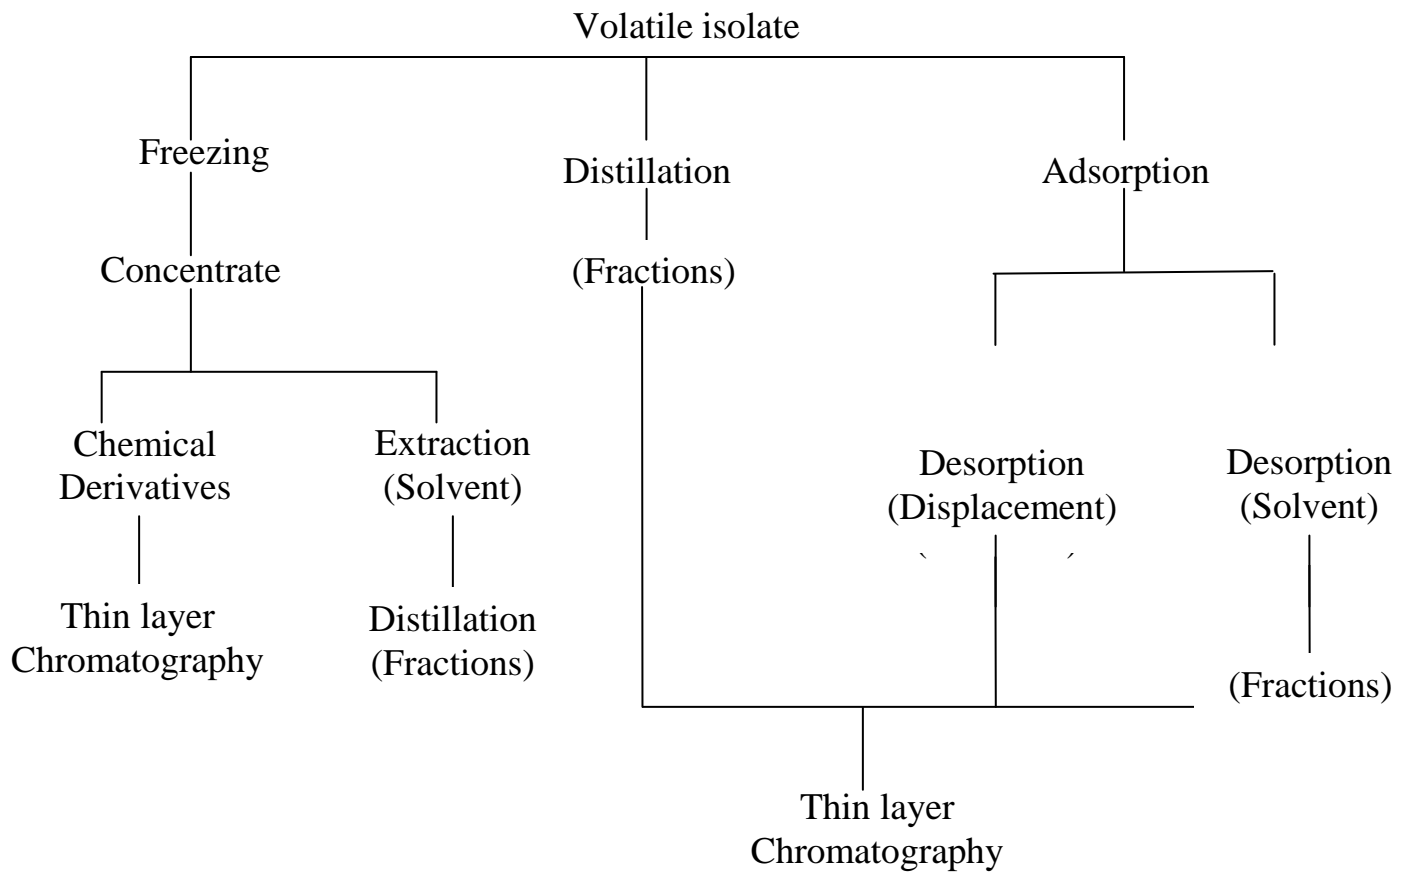 Volatile isolate
Freezing
Distillation
Adsorption
Concentrate
(Fractions)
Chemical
Derivatives
Extraction
(Solvent)
Desorption
(Displacement)
Desorption
(Solvent)
Thin layer
Chromatography
Distillation
(Fractions)
(Fractions)
Thin layer
Chromatography